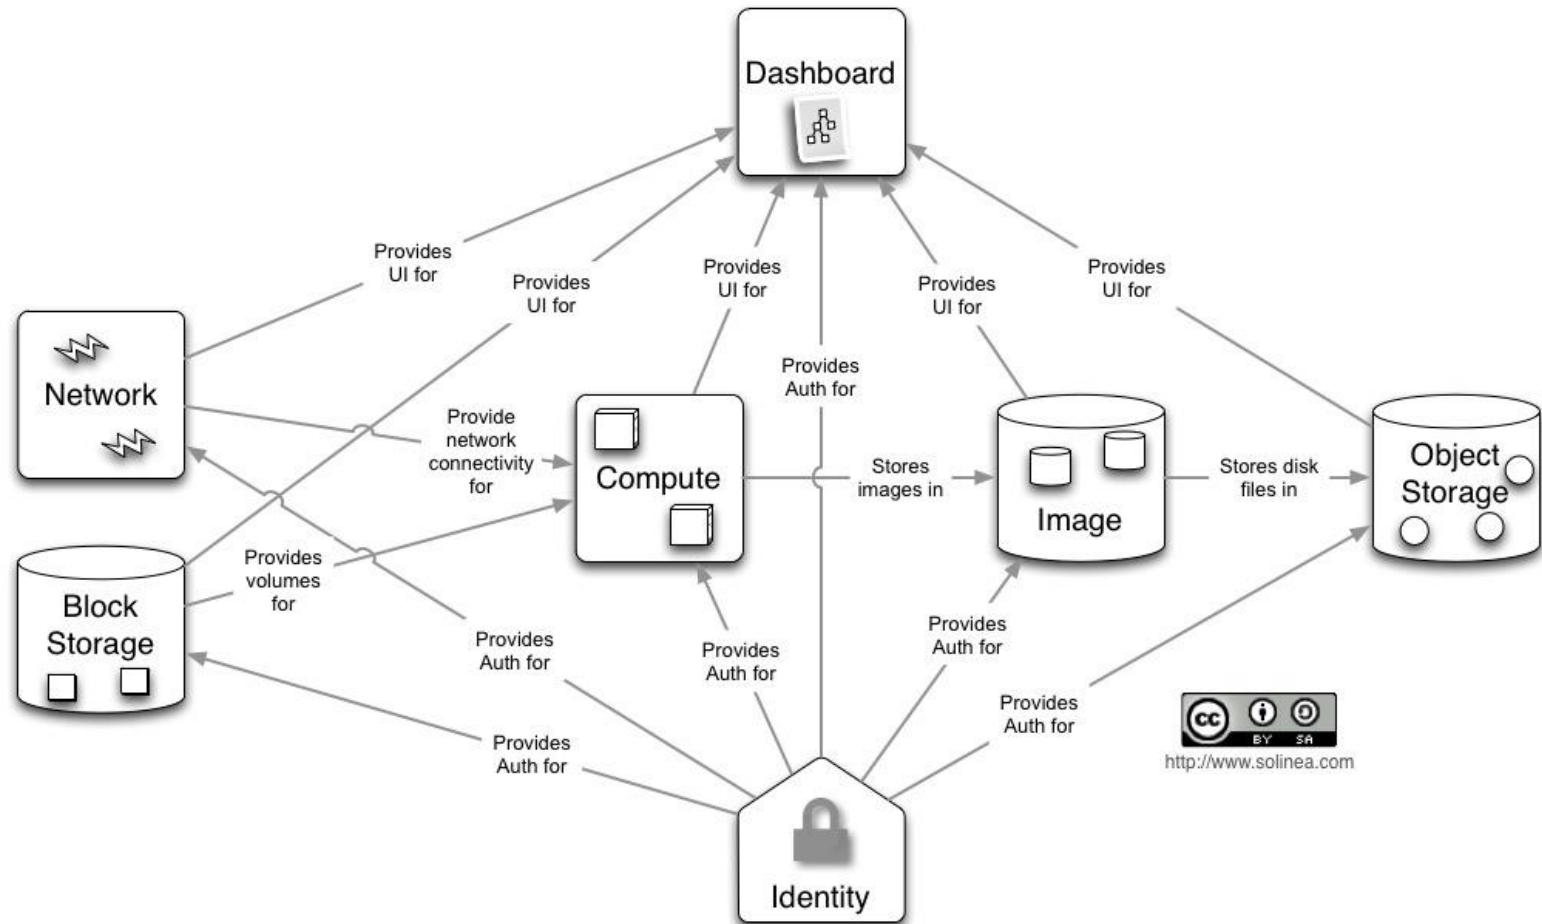 Dashboard
Provides
UI for
Provides
UI for
Provides
UI for
Provides
UI for
Provides
UI for
Provides
Auth for
Network
Provide
network
connectivity
for
Compute
Stores
images in
Image
Stores disk
files in
Object
Storage
Provides
volumes
for
Block
Storage
Provides
Auth for
Provides
Auth for
Provides
Auth for
Provides
Auth for
Provides
Auth for
cc
BY SA
http://www.solinea.com
Identity